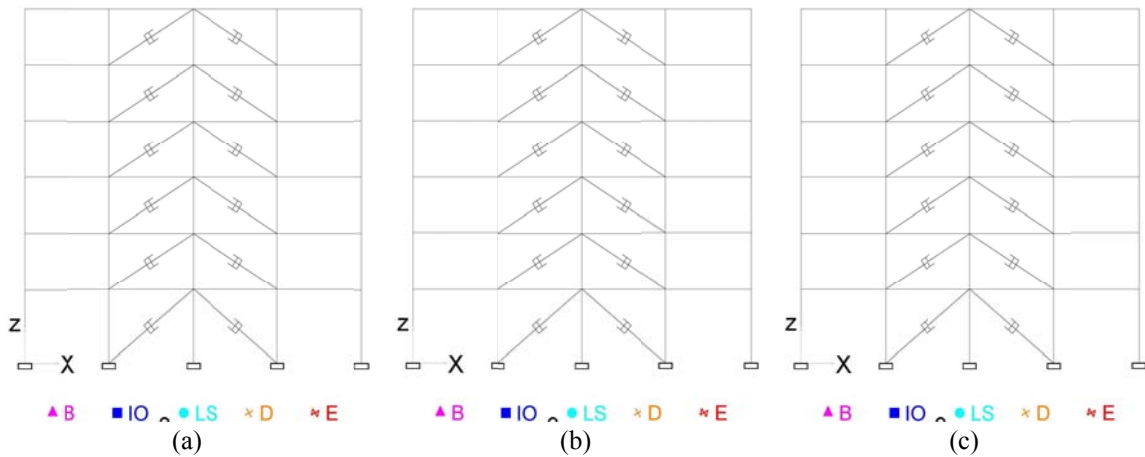 Z X Z X Z X
B IO LS D E B IO LS D E B IO LS D E
(a) (b) (c)